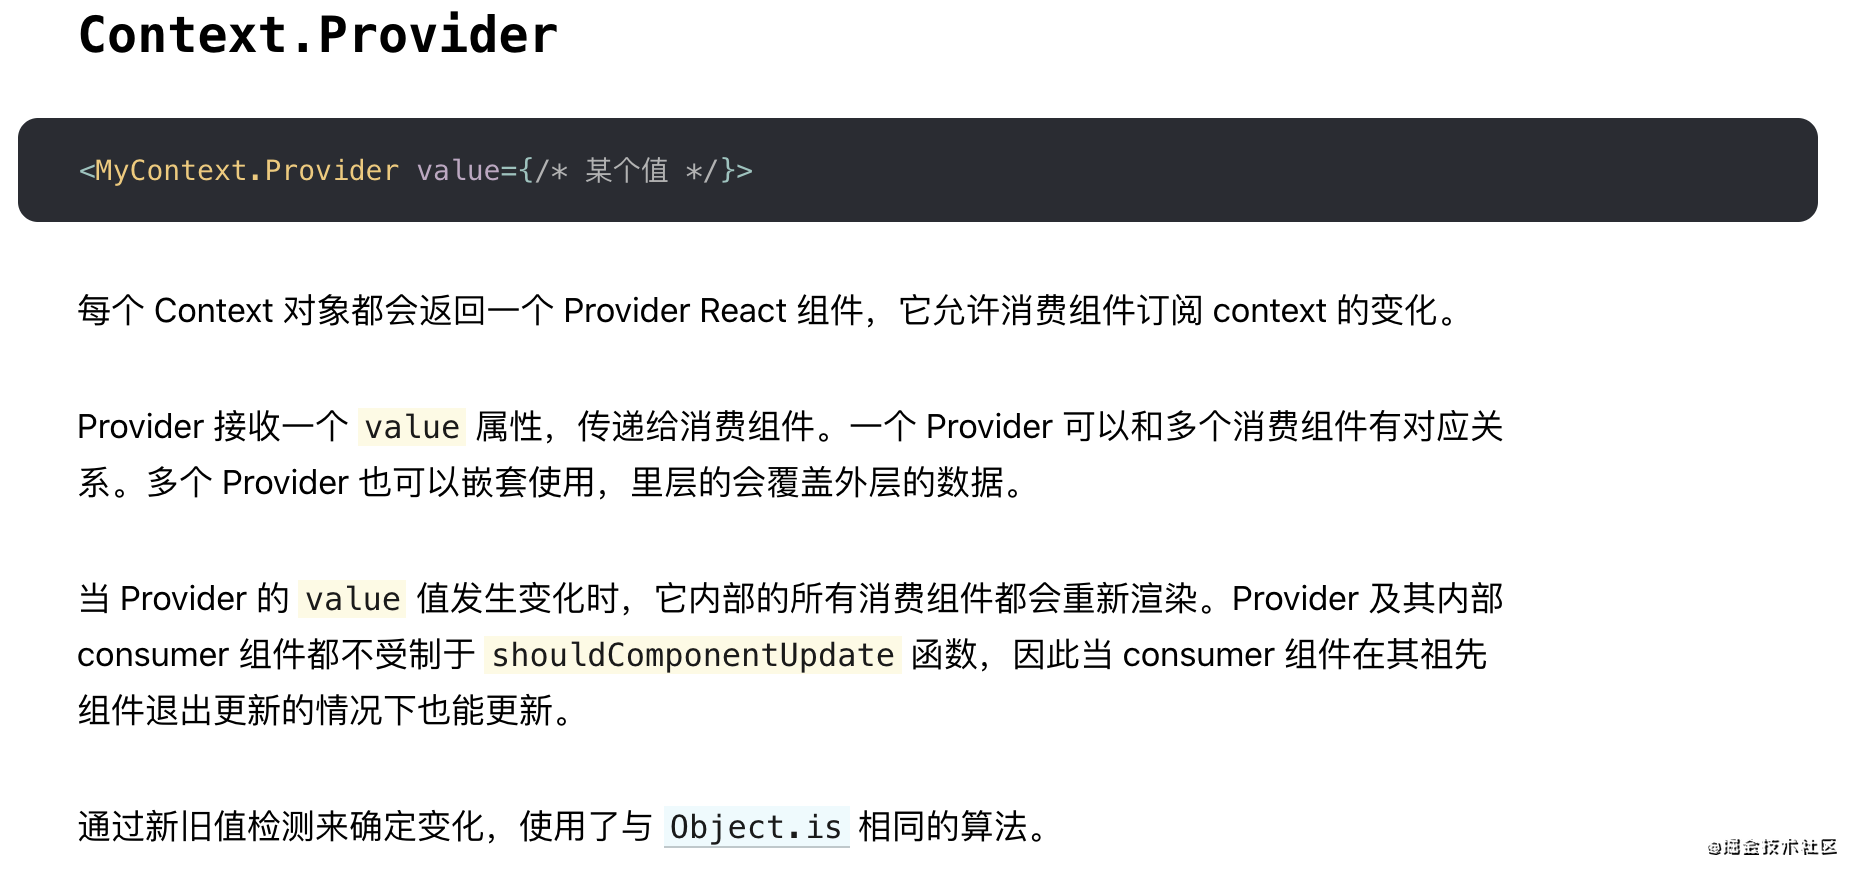 Context.Provider
<MyContext.Provider value={/* 某个值 */}>
每个 Context 对象都会返回一个 Provider React 组件，它允许消费组件订阅 context 的变化。
Provider 接收一个 value 属性，传递给消费组件。一个 Provider 可以和多个消费组件有对应关
系。多个 Provider 也可以嵌套使用，里层的会覆盖外层的数据。
当 Provider 的 value 值发生变化时，它内部的所有消费组件都会重新渲染。Provider 及其内部
consumer 组件都不受制于 shouldComponentUpdate 函数，因此当 consumer 组件在其祖先
组件退出更新的情况下也能更新。
通过新旧值检测来确定变化，使用了与 Object.is 相同的算法。
@掘金技术社区